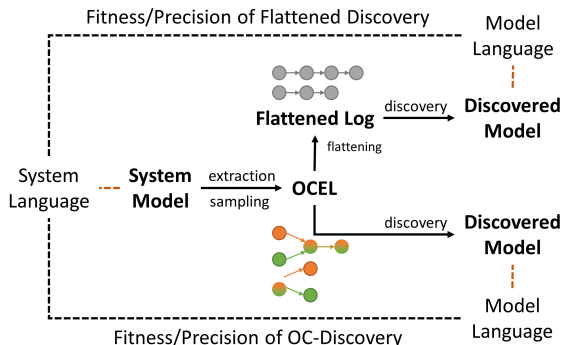 Fitness/Precision of Flattened Discovery
Model
Language
Flattened Log
discovery
Discovered
Model
flattening
System
Language
System
Model
extraction
sampling
OCEL
discovery
Discovered
Model
Model
Language
Fitness/Precision of OC-Discovery